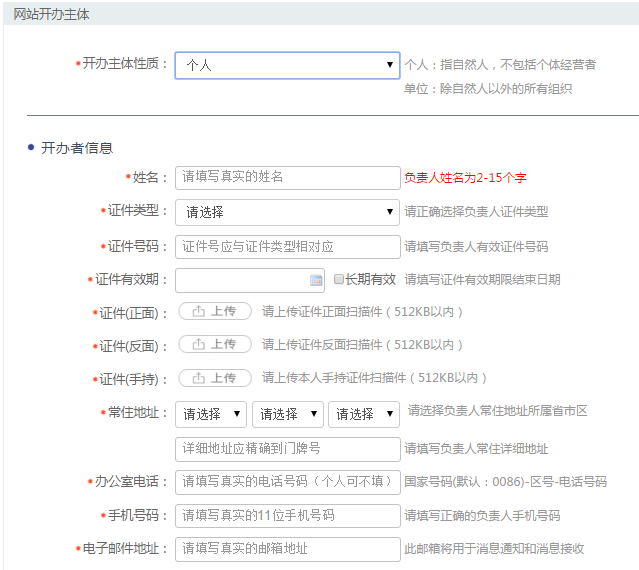 网站开办主体
*开办主体性质： 个人 个人：指自然人，不包括个体经营者
单位：除自然人以外的所有组织
• 开办者信息
*姓名： 请填写真实的姓名 负责人姓名为2-15个字
*证件类型： 请选择 请正确选择负责人证件类型
*证件号码： 证件号应与证件类型相对应 请填写负责人有效证件号码
*证件有效期： 长期有效 请填写证件有效期限结束日期
*证件(正面)： 上传 请上传证件正面扫描件（512KB以内）
*证件(反面)： 上传 请上传证件反面扫描件（512KB以内）
*证件(手持)： 上传 请上传本人手持证件扫描件（512KB以内）
*常住地址： 请选择 请选择 请选择 请选择负责人常住地址所属省市区
详细地址应精确到门牌号 请填写负责人常住详细地址
*办公室电话： 请填写真实的电话号码（个人可不填） 国家号码(默认：0086)-区号-电话号码
*手机号码： 请填写真实的11位手机号码 请填写正确的负责人手机号码
*电子邮件地址： 请填写真实的邮箱地址 此邮箱将用于消息通知和消息接收